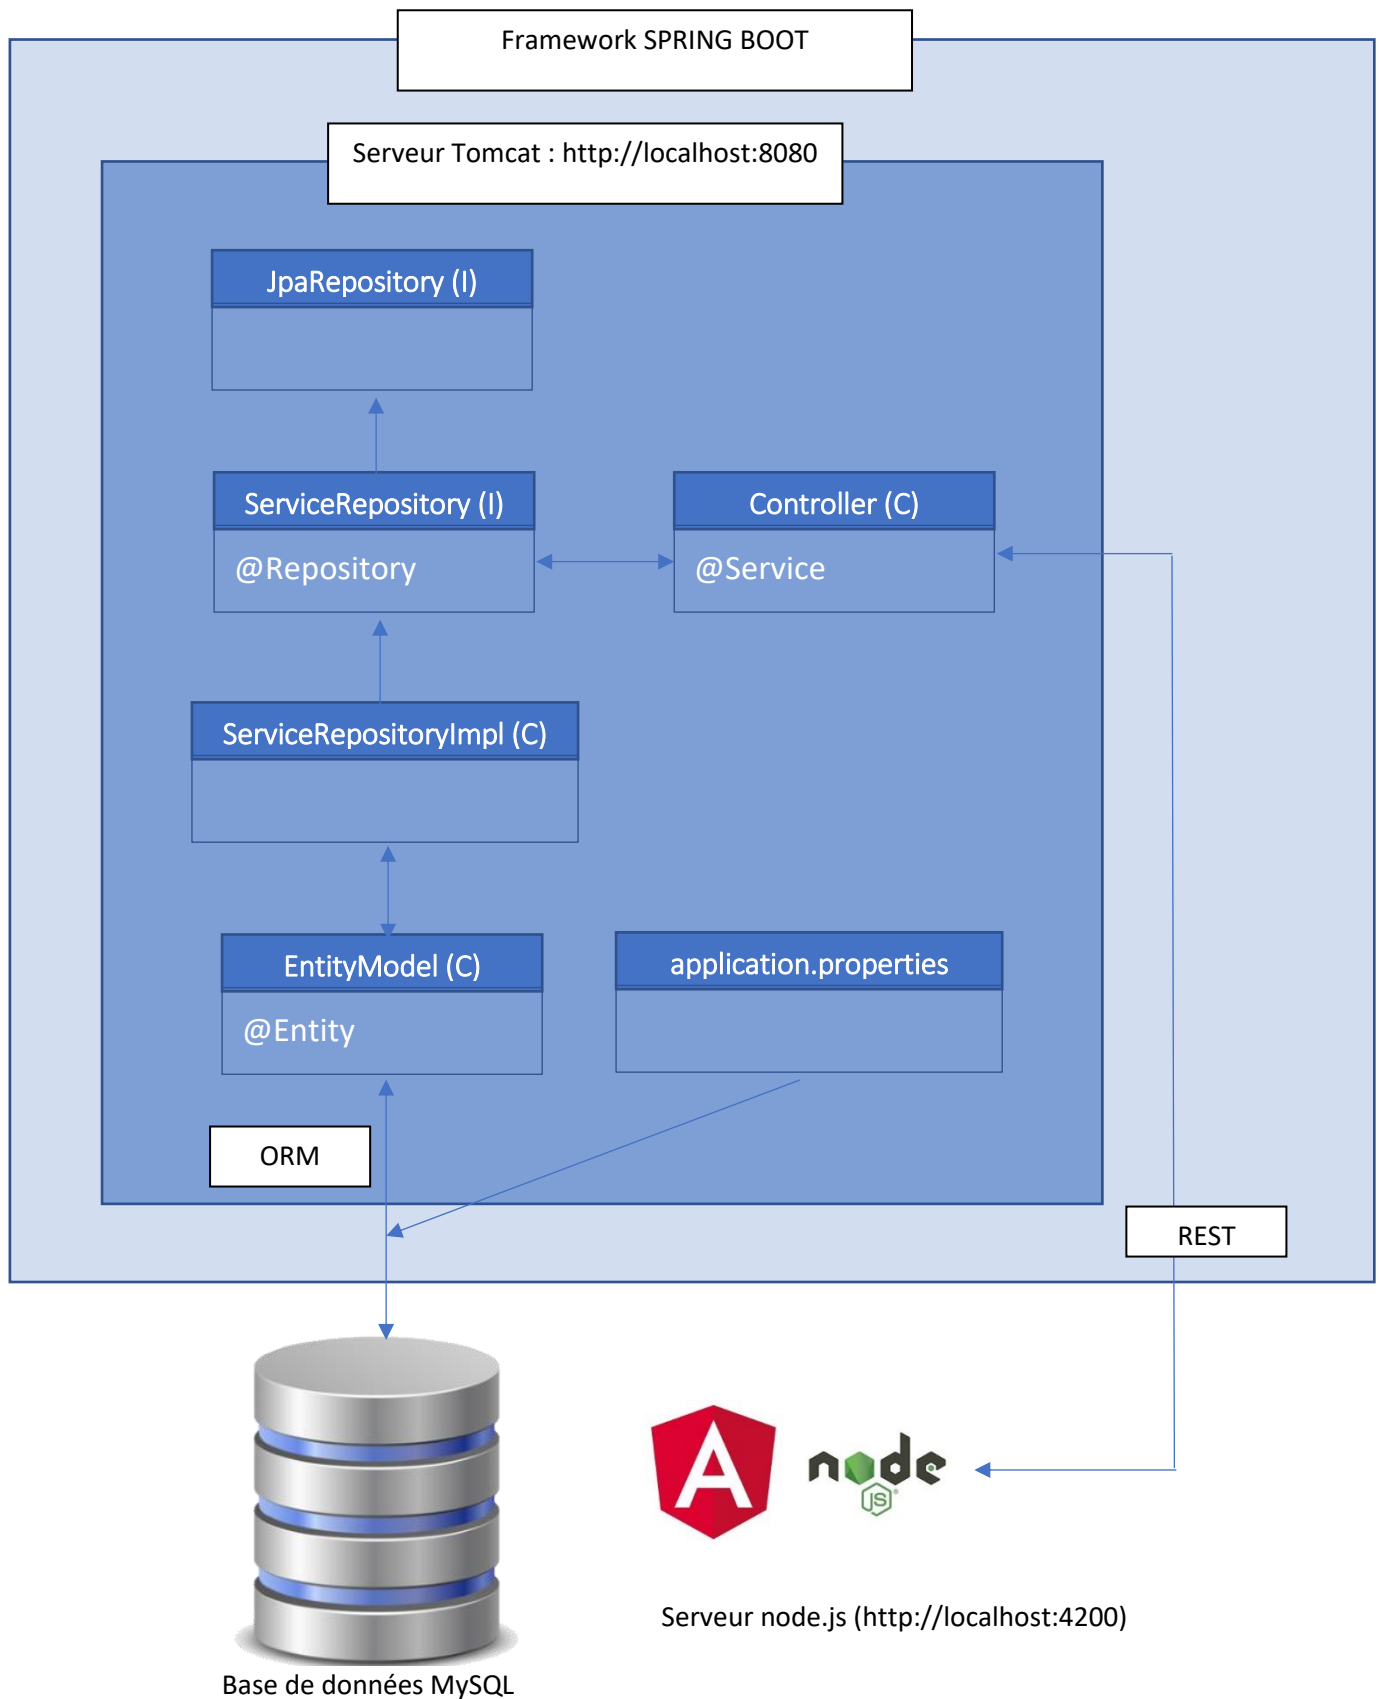 Framework SPRING BOOT
Serveur Tomcat : http://localhost:8080
JpaRepository (I)
ServiceRepository (I)
@Repository
Controller (C)
@Service
ServiceRepositoryImpl (C)
EntityModel (C)
@Entity
application.properties
ORM
REST
A
node
JS
Serveur node.js (http://localhost:4200)
Base de données MySQL